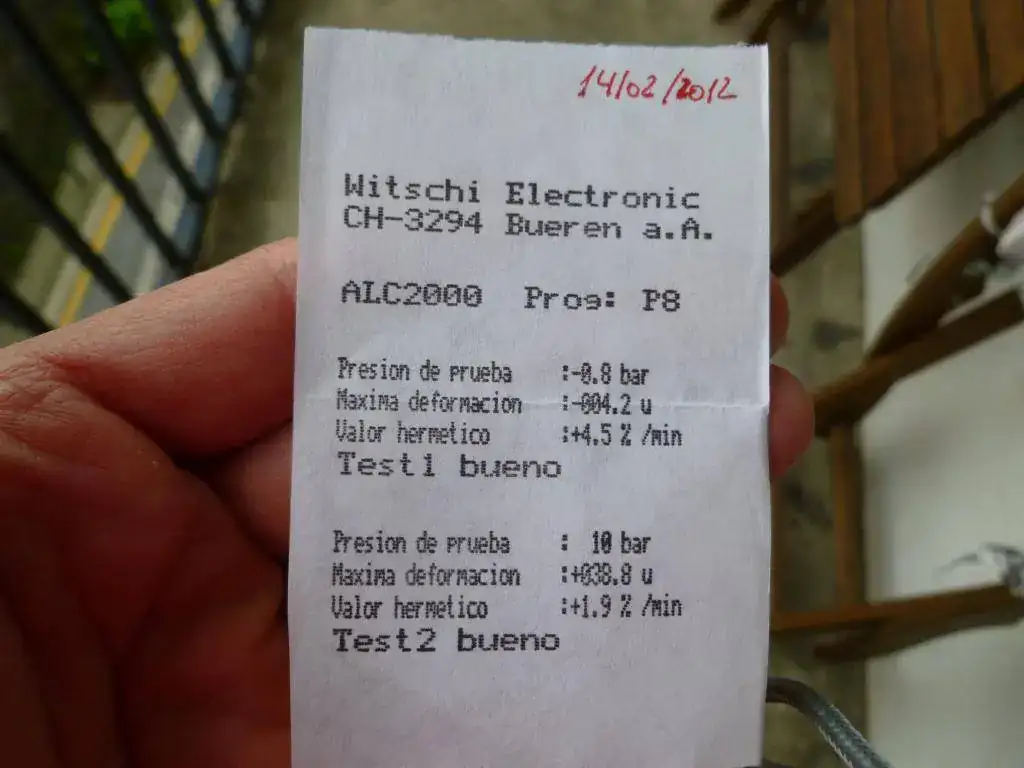 14/02/2012
Witschi Electronic
CH-3294 Bueren a.A.
ALC2000 Prog: P8
Presion de prueba :-0.8 bar
Maxima deformacion :-004.2 u
Valor hermetico :+4.5 % /min
Test1 bueno
Presion de prueba : 10 bar
Maxima deformacion :+038.8 u
Valor hermetico :+1.9 % /min
Test2 bueno